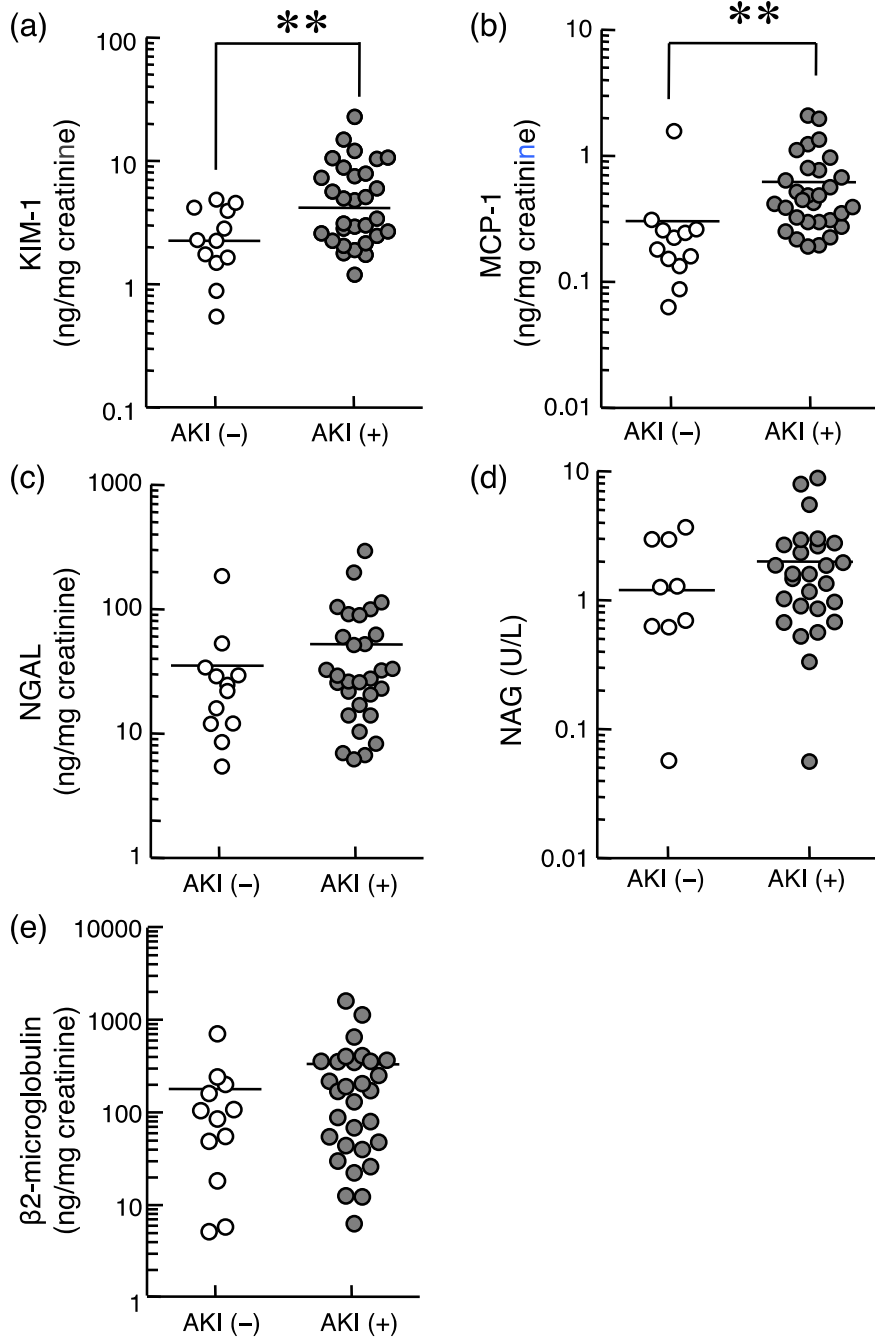 (a)
**
100
10
1
0.1
KIM-1
(ng/mg creatinine)
AKI (−)
AKI (+)
(b)
**
10
1
0.1
0.01
MCP-1
(ng/mg creatinine)
AKI (−)
AKI (+)
(c)
1000
100
10
1
NGAL
(ng/mg creatinine)
AKI (−)
AKI (+)
(d)
10
1
0.1
0.01
NAG (U/L)
AKI (−)
AKI (+)
(e)
10000
1000
100
10
1
β2-microglobulin
(ng/mg creatinine)
AKI (−)
AKI (+)